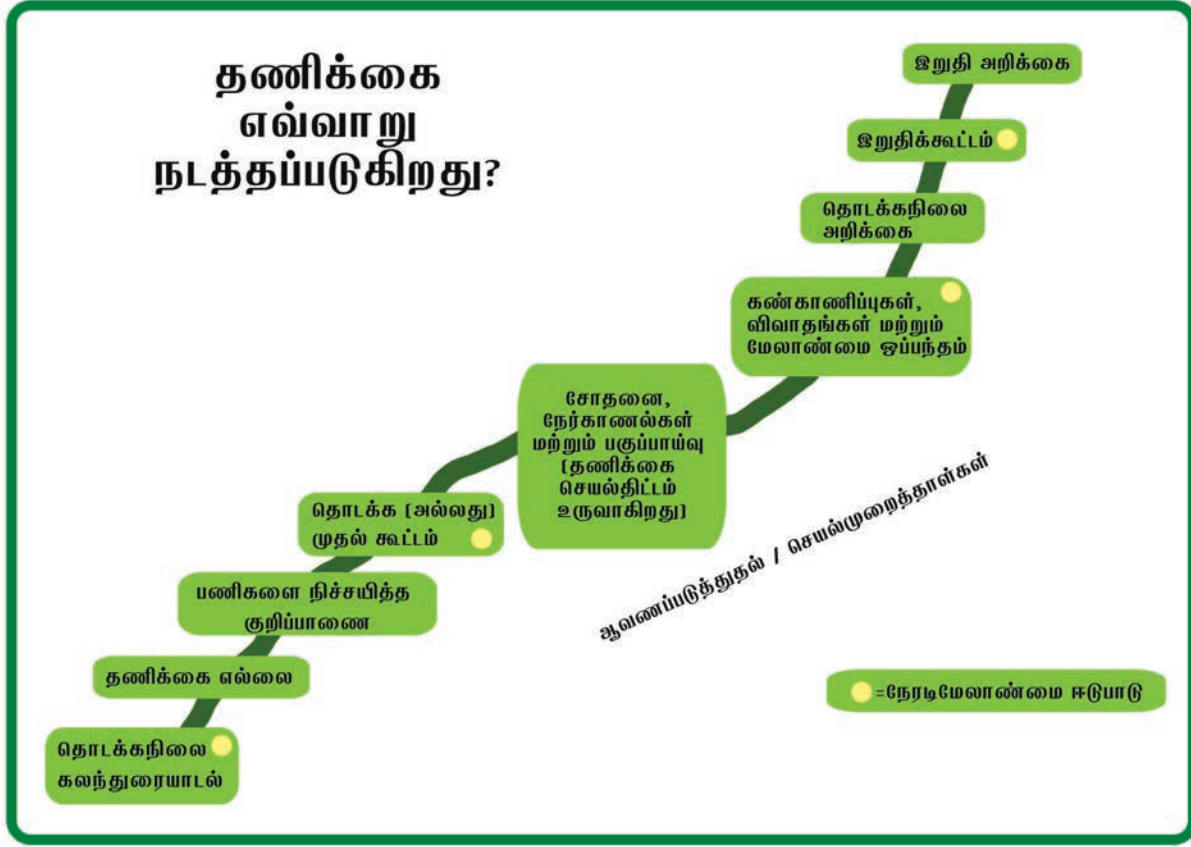 தணிக்கை
எவ்வாறு
நடத்தப்படுகிறது?
இறுதி அறிக்கை
இறுதிக்கூட்டம்
தொடக்கநிலை
அறிக்கை
கண்காணிப்புகள்,
விவாதங்கள் மற்றும்
மேலாண்மை ஒப்பந்தம்
சோதனை,
நேர்காணல்கள்
மற்றும் பகுப்பாய்வு
(தணிக்கை
செயல்திட்டம்
உருவாகிறது)
தொடக்க (அல்லது)
முதல் கூட்டம்
பணிகளை நிச்சயித்த
குறிப்பாணை
தணிக்கை எல்லை
தொடக்கநிலை
கலந்துரையாடல்
ஆவணப்படுத்துதல் / செயல்முறைத்தாள்கள்
=நேரடிமேலாண்மை ஈடுபாடு